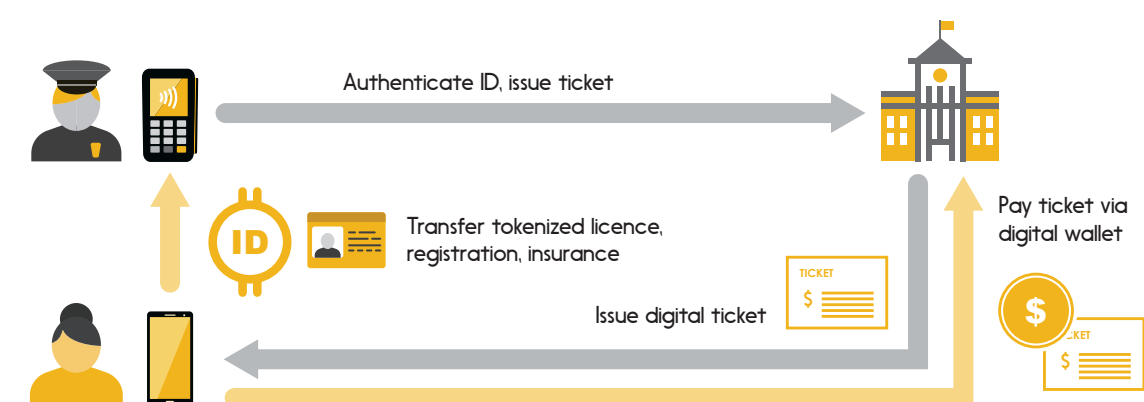 Authenticate ID, issue ticket
ID
Transfer tokenized licence,
registration, insurance
Pay ticket via
digital wallet
TICKET
$
Issue digital ticket
$
CKET
$